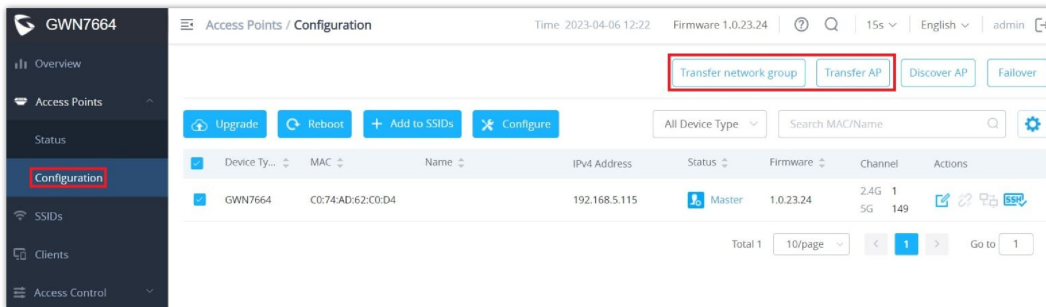 GWN7664
Access Points / Configuration
Time 2023-04-06 12:22
Firmware 1.0.23.24
15s
English
admin
Overview
Access Points
Status
Configuration
SSIDs
Clients
Access Control
Transfer network group
Transfer AP
Discover AP
Failover
Upgrade
Reboot
+ Add to SSIDs
Configure
All Device Type
Search MAC/Name
Device Ty... MAC Name IPv4 Address Status Firmware Channel Actions
GWN7664 C0:74:AD:62:C0:D4 192.168.5.115 Master 1.0.23.24 2.4G 1 SSH
5G 149
Total 1 10/page < 1 > Go to 1